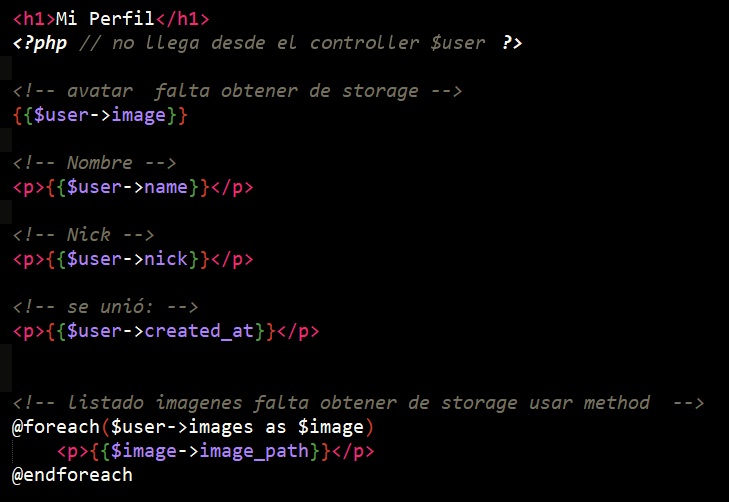 <h1>Mi Perfil</h1>
<?php // no llega desde el controller $user ?>
<!-- avatar  falta obtener de storage -->
{{$user->image}}
<!-- Nombre -->
<p>{{$user->name}}</p>
<!-- Nick -->
<p>{{$user->nick}}</p>
<!-- se unió: -->
<p>{{$user->created_at}}</p>
<!-- listado imagenes falta obtener de storage usar method  -->
@foreach($user->images as $image)
<p>{{$image->image_path}}</p>
@endforeach